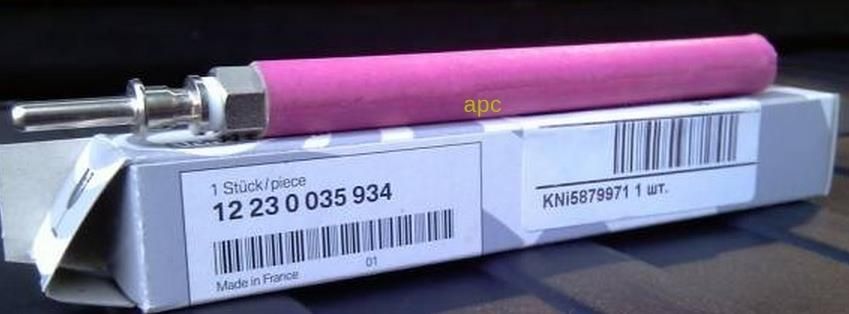 apc
1 Stück/piece
12 23 0 035 934
Made in France
01
KNi5879971 1 шт.